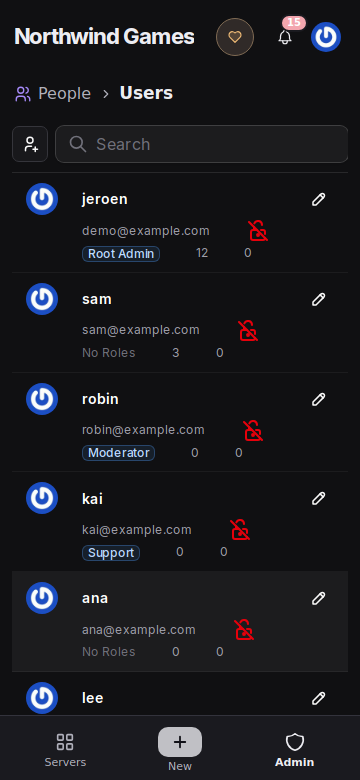 Northwind Games
15
People › Users
Search
jeroen
demo@example.com
Root Admin 12 0
sam
sam@example.com
No Roles 3 0
robin
robin@example.com
Moderator 0 0
kai
kai@example.com
Support 0 0
ana
ana@example.com
No Roles 0 0
lee
Servers New Admin